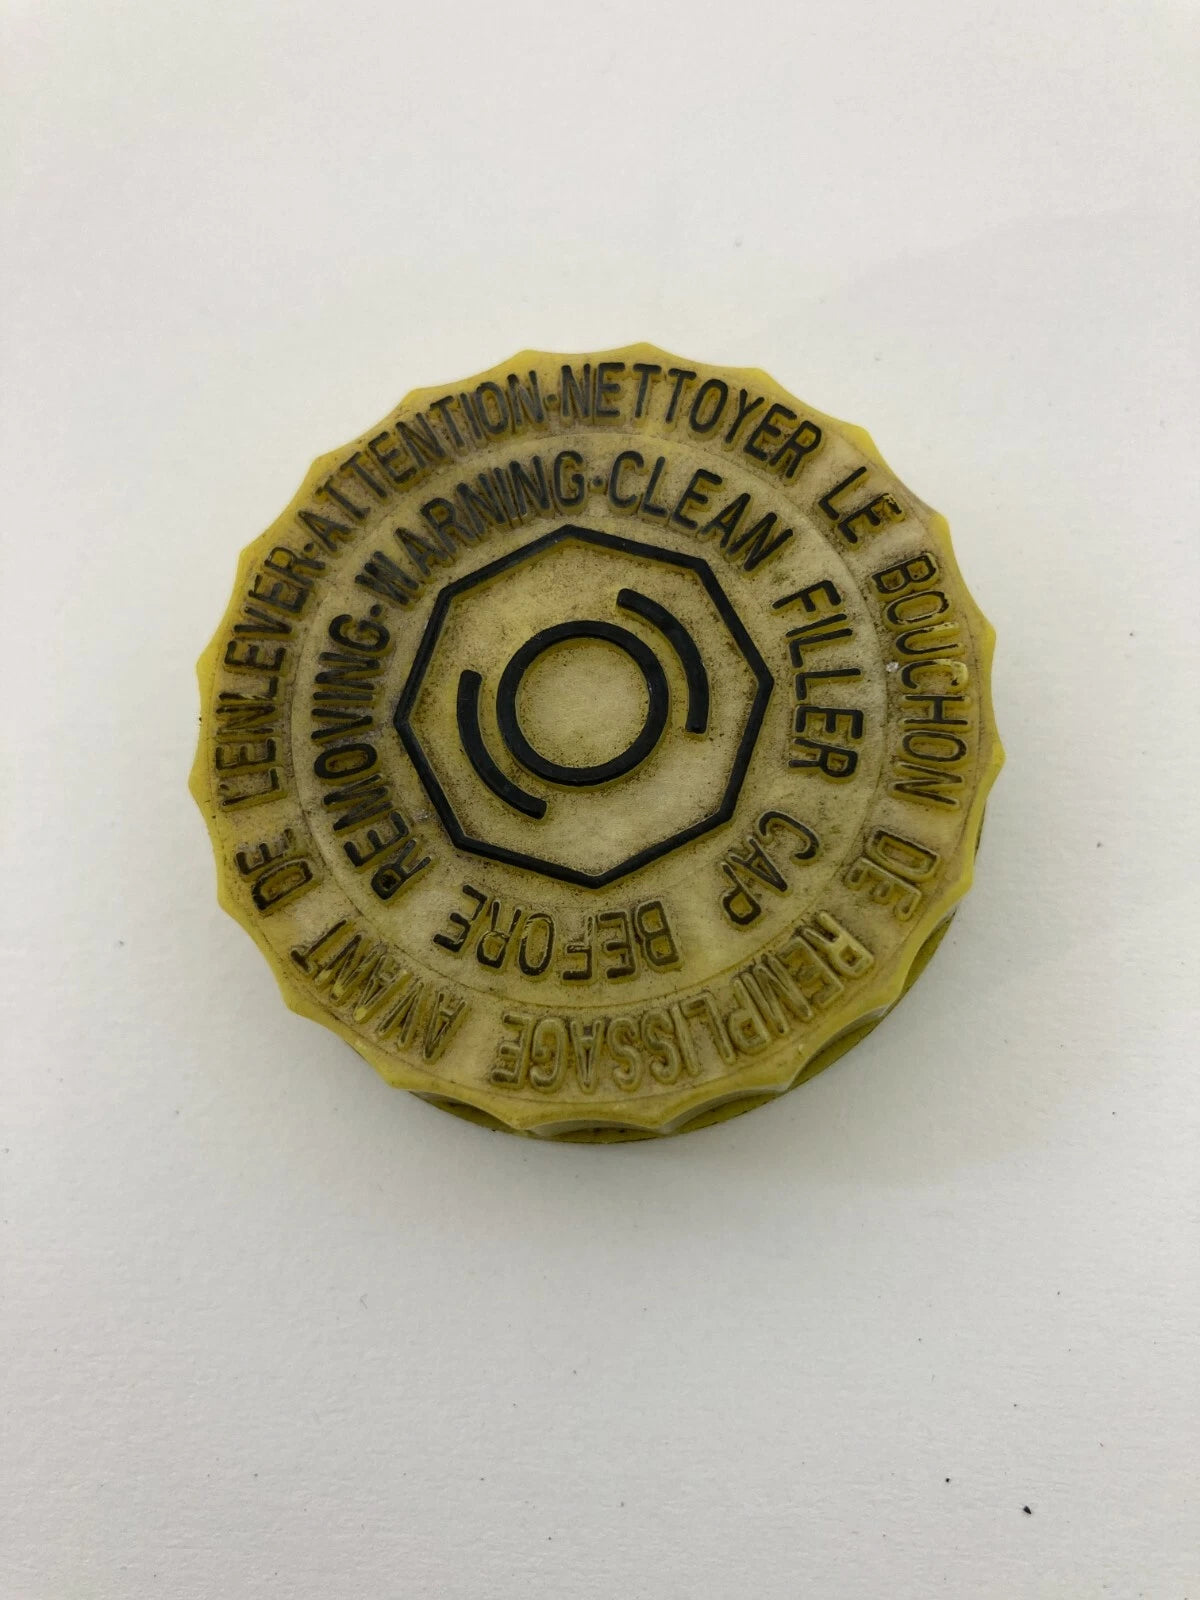 ATTENTION·NETTOYER LE BOUCHON DE REMPLISSAGE AVANT DE L'ENLEVER·
WARNING·CLEAN FILLER CAP BEFORE REMOVING·